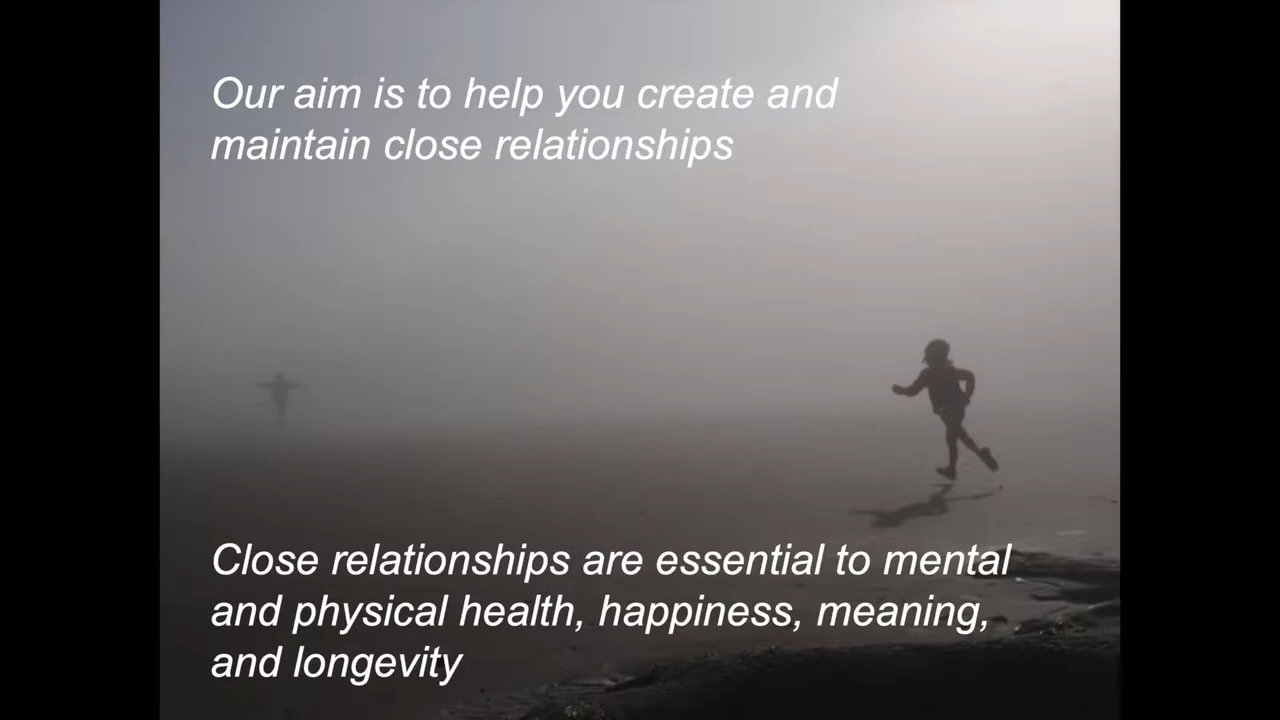 Our aim is to help you create and
maintain close relationships
Close relationships are essential to mental
and physical health, happiness, meaning,
and longevity